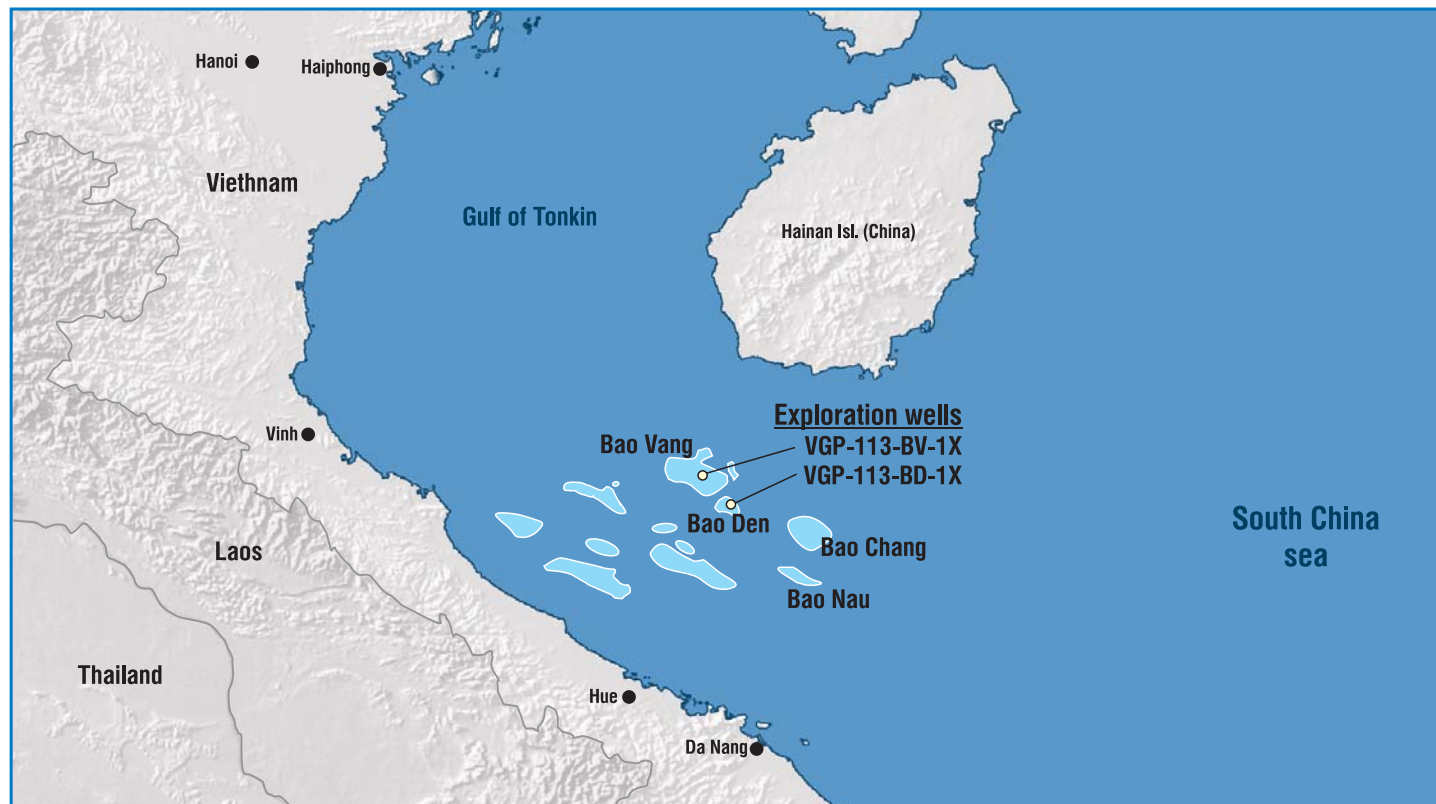 Hanoi
Haiphong
Viethnam
Gulf of Tonkin
Hainan Isl. (China)
Exploration wells
Vinh
Bao Vang
VGP-113-BV-1X
VGP-113-BD-1X
Bao Den
South China
sea
Laos
Bao Chang
Bao Nau
Thailand
Hue
Da Nang